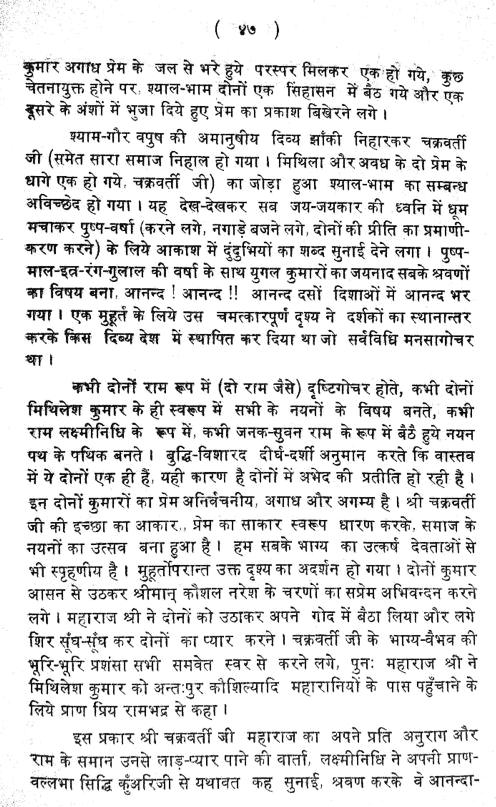 ( ४७ )
कुमार अगाध प्रेम के जल से भरे हुये परस्पर मिलकर एक हो गये, कुछ
चेतनायुक्त होने पर, श्याल-भाम दोनों एक सिंहासन में बैठ गये और एक
दूसरे के अंशों में भुजा दिये हुए प्रेम का प्रकाश बिखेरने लगे ।
श्याम-गौर वपुष की अमानुषीय दिव्य झाँकी निहारकर चक्रवर्ती
जी (समेत सारा समाज निहाल हो गया । मिथिला और अवध के दो प्रेम के
धागे एक हो गये, चक्रवर्ती जी) का जोड़ा हुआ श्याल-भाम का सम्बन्ध
अविच्छेद हो गया । यह देख-देखकर सब जय-जयकार की ध्वनि में धूम
मचाकर पुष्प-वर्षा (करने लगे, नगाड़े बजने लगे, दोनों की प्रीति का प्रमाणी-
करण करने) के लिये आकाश में दुंदुभियों का शब्द सुनाई देने लगा । पुष्प-
माल-इत्र-रंग-गुलाल की वर्षा के साथ युगल कुमारों का जयनाद सबके श्रवणों
का विषय बना, आनन्द ! आनन्द !! आनन्द दसों दिशाओं में आनन्द भर
गया । एक मुहूर्त के लिये उस चमत्कारपूर्ण दृश्य ने दर्शकों का स्थानान्तर
करके किस दिव्य देश में स्थापित कर दिया था जो सर्वविधि मनसागोचर
था ।
कभी दोनों राम रूप में (दो राम जैसे) दृष्टिगोचर होते, कभी दोनों
मिथिलेश कुमार के ही स्वरूप में सभी के नयनों के विषय बनते, कभी
राम लक्ष्मीनिधि के रूप में, कभी जनक-सुवन राम के रूप में बैठे हुये नयन
पथ के पथिक बनते । बुद्धि-विशारद दीर्घ-दर्शी अनुमान करते कि वास्तव
में ये दोनों एक ही हैं, यही कारण है दोनों में अभेद की प्रतीति हो रही है ।
इन दोनों कुमारों का प्रेम अनिर्वचनीय, अगाध और अगम्य है । श्री चक्रवर्ती
जी की इच्छा का आकार,, प्रेम का साकार स्वरूप धारण करके, समाज के
नयनों का उत्सव बना हुआ है । हम सबके भाग्य का उत्कर्ष देवताओं से
भी स्पृहणीय है । मुहूर्तोपरान्त उक्त दृश्य का अदर्शन हो गया । दोनों कुमार
आसन से उठकर श्रीमान् कौशल नरेश के चरणों का सप्रेम अभिवन्दन करने
लगे । महाराज श्री ने दोनों को उठाकर अपने गोद में बैठा लिया और लगे
शिर सूँघ-सूँघ कर दोनों का प्यार करने । चक्रवर्ती जी के भाग्य-वैभव की
भूरि-भूरि प्रशंसा सभी समवेत स्वर से करने लगे, पुनः महाराज श्री ने
मिथिलेश कुमार को अन्तःपुर कौशिल्यादि महारानियों के पास पहुँचाने के
लिये प्राण प्रिय रामभद्र से कहा ।
इस प्रकार श्री चक्रवर्ती जी महाराज का अपने प्रति अनुराग और
राम के समान उनसे लाड़-प्यार पाने की वार्ता, लक्ष्मीनिधि ने अपनी प्राण-
वल्लभा सिद्धि कुँअरिजी से यथावत कह सुनाई, श्रवण करके वे आनन्दा-